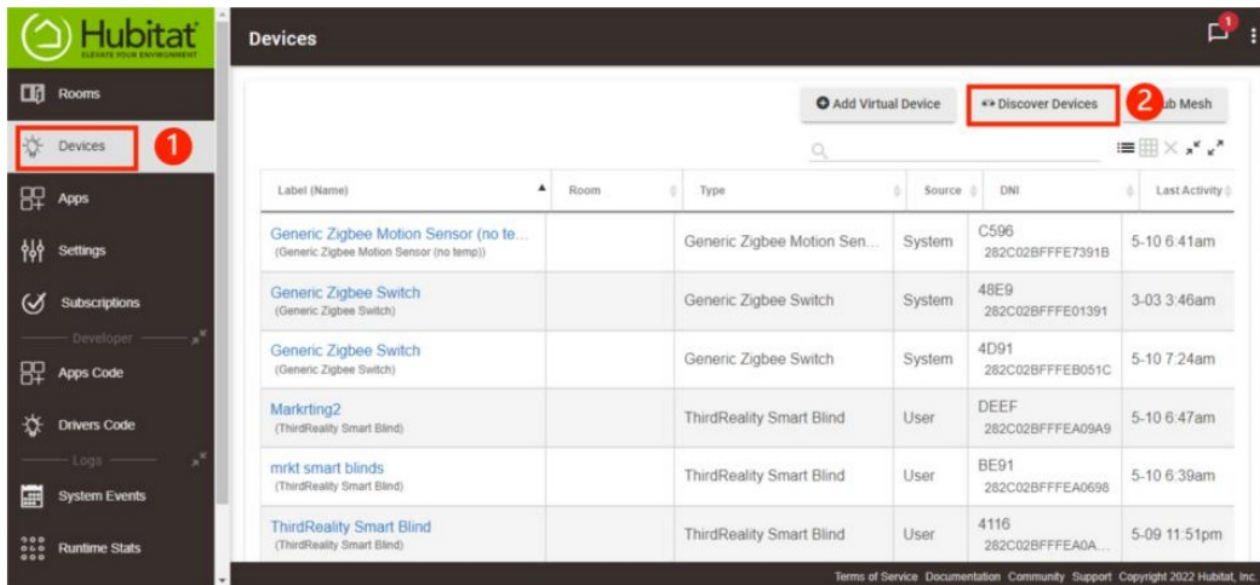 Hubitat
ELEVATE YOUR ENVIRONMENT
Devices
1
Rooms
Devices
1
Apps
Settings
Subscriptions
Developer
Apps Code
Drivers Code
Logs
System Events
Runtime Stats
Add Virtual Device
Discover Devices
2
ub Mesh
Label (Name) Room Type Source DNI Last Activity
Generic Zigbee Motion Sensor (no te... Generic Zigbee Motion Sen... System C596 5-10 6:41am
(Generic Zigbee Motion Sensor (no temp)) 282C02BFFFE7391B
Generic Zigbee Switch Generic Zigbee Switch System 48E9 3-03 3:46am
(Generic Zigbee Switch) 282C02BFFFE01391
Generic Zigbee Switch Generic Zigbee Switch System 4D91 5-10 7:24am
(Generic Zigbee Switch) 282C02BFFFEB051C
Markrting2 ThirdReality Smart Blind User DEEF 5-10 6:47am
(ThirdReality Smart Blind) 282C02BFFFEA09A9
mrkt smart blinds ThirdReality Smart Blind User BE91 5-10 6:39am
(ThirdReality Smart Blind) 282C02BFFFEA0698
ThirdReality Smart Blind ThirdReality Smart Blind User 4116 5-09 11:51pm
(ThirdReality Smart Blind) 282C02BFFFEA0A...
Terms of Service Documentation Community Support Copyright 2022 Hubitat, Inc